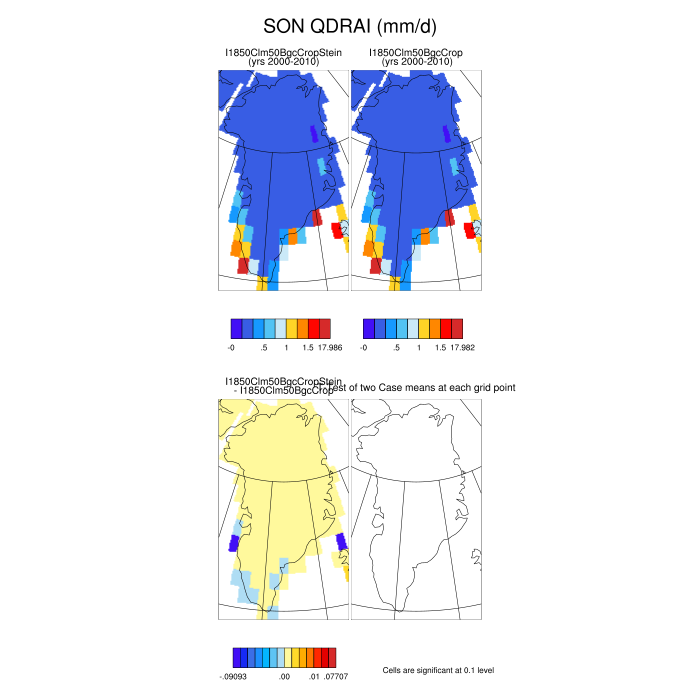 SON QDRAI (mm/d)
I1850Clm50BgcCropStein
(yrs 2000-2010)
I1850Clm50BgcCrop
(yrs 2000-2010)
-0 .5 1 1.5 17.986
-0 .5 1 1.5 17.982
I1850Clm50BgcCropStein
- I1850Clm50BgcCrop
of two Case means at each grid point
-.09093 .00 .01 .07707
Cells are significant at 0.1 level